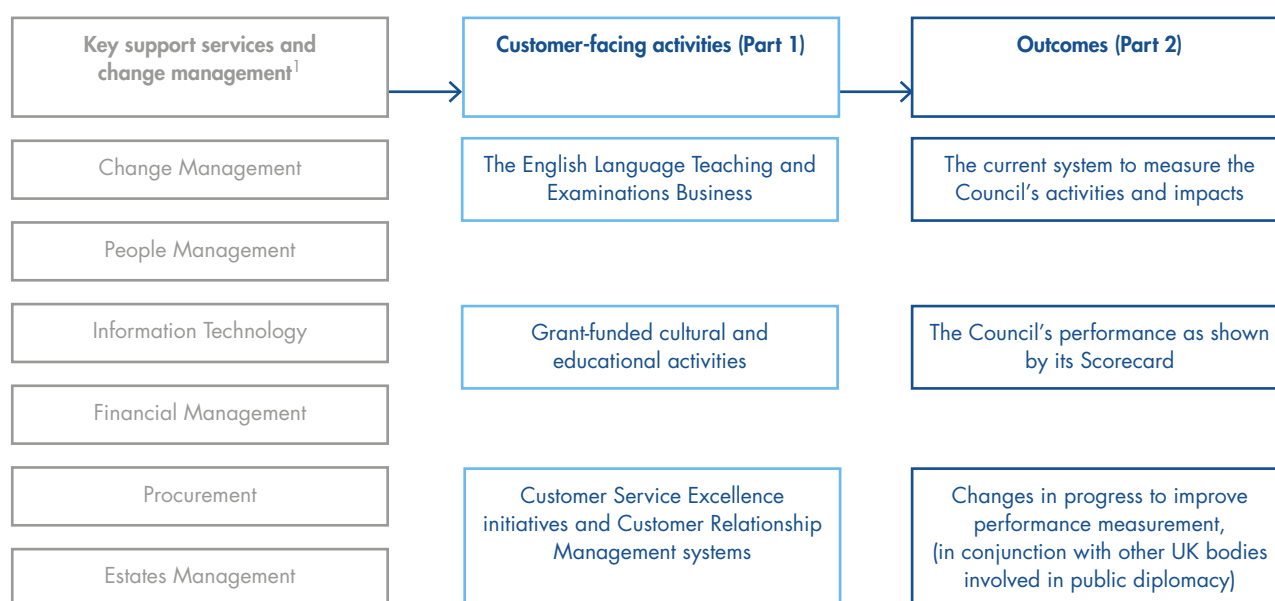 Key support services and
change management1
Customer-facing activities (Part 1)
Outcomes (Part 2)
Change Management
People Management
Information Technology
Financial Management
Procurement
Estates Management
The English Language Teaching and
Examinations Business
Grant-funded cultural and
educational activities
Customer Service Excellence
initiatives and Customer Relationship
Management systems
The current system to measure the
Council’s activities and impacts
The Council’s performance as shown
by its Scorecard
Changes in progress to improve
performance measurement,
(in conjunction with other UK bodies
involved in public diplomacy)